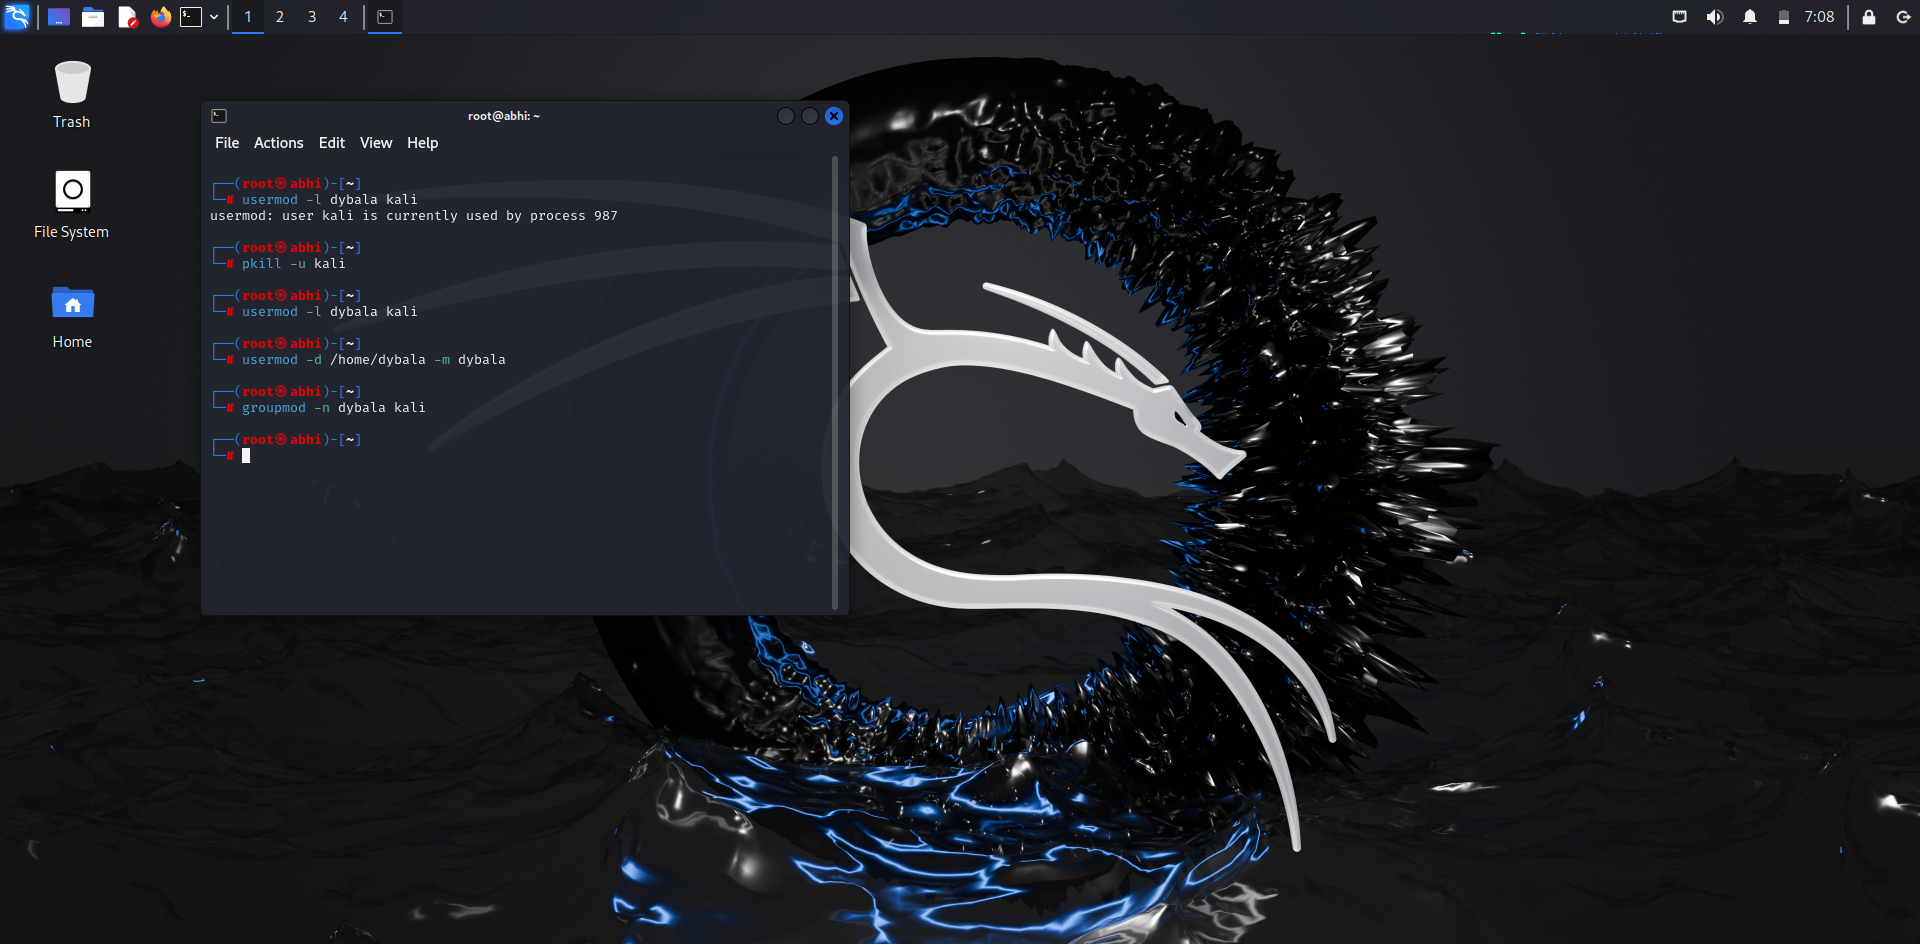 1 2 3 4 7:08
Trash
File System
Home
root@abhi: ~
File Actions Edit View Help
┌──(root㉿abhi)-[~]
└─# usermod -l dybala kali
usermod: user kali is currently used by process 987
┌──(root㉿abhi)-[~]
└─# pkill -u kali
┌──(root㉿abhi)-[~]
└─# usermod -l dybala kali
┌──(root㉿abhi)-[~]
└─# usermod -d /home/dybala -m dybala
┌──(root㉿abhi)-[~]
└─# groupmod -n dybala kali
┌──(root㉿abhi)-[~]
└─#